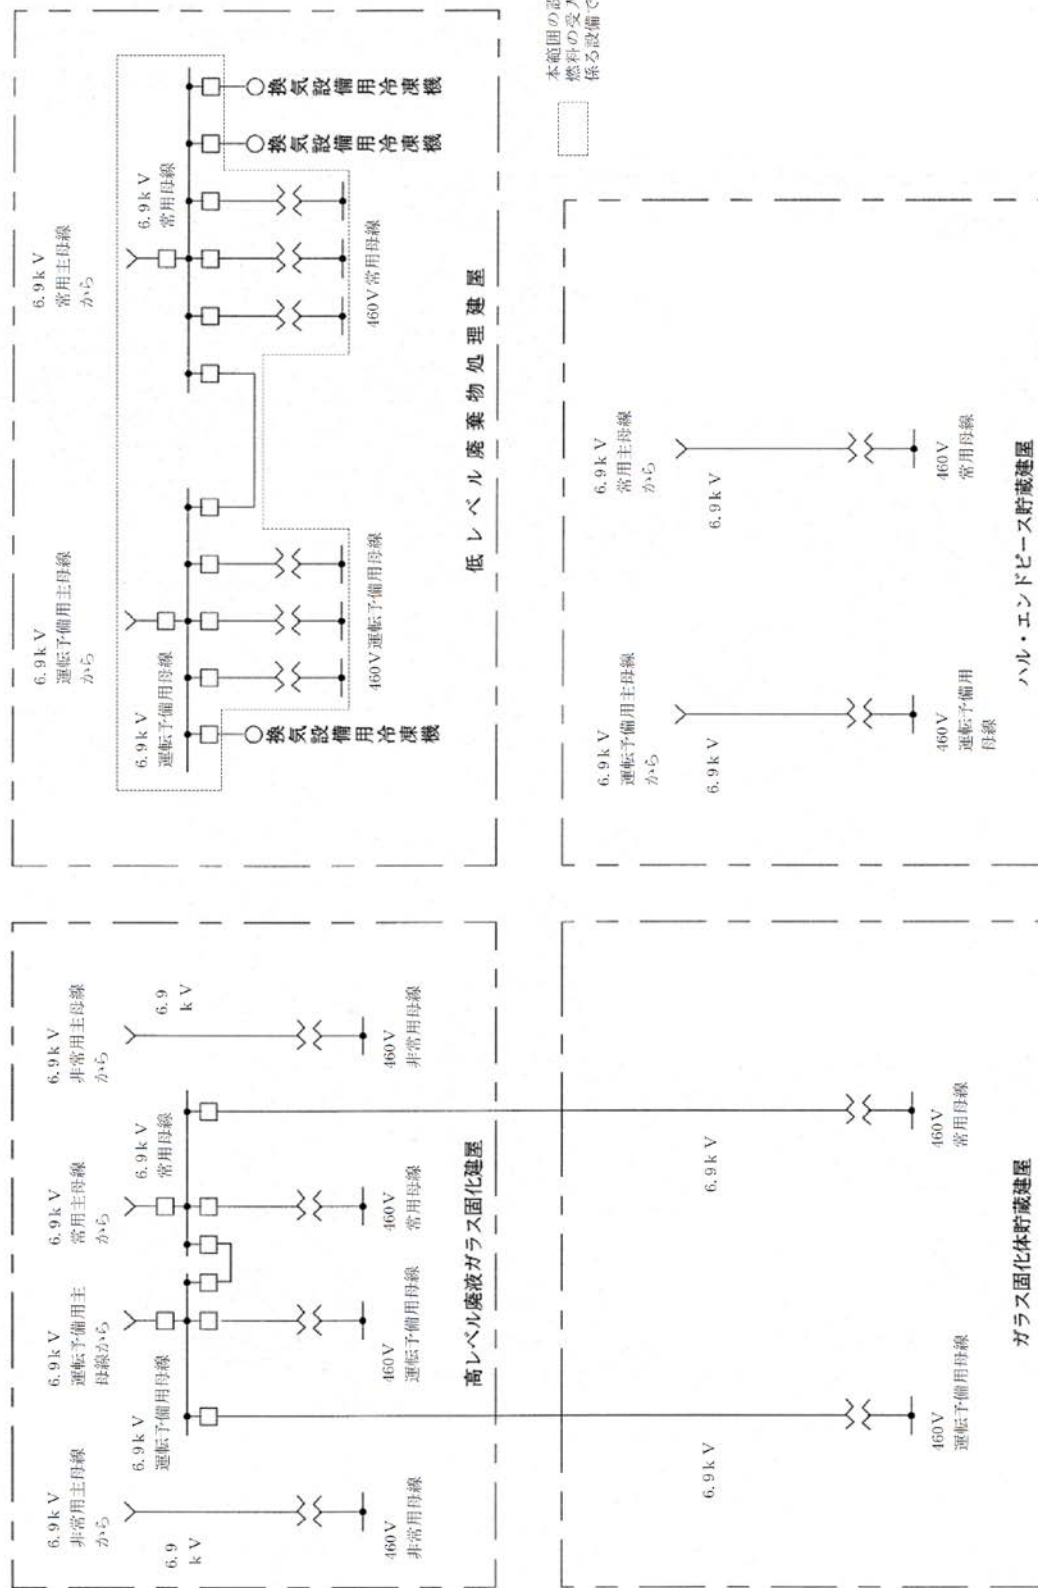 6.9kV
非常用主母線
から
6.9
kV
460V
非常用母線
6.9kV
運転予備用主
母線から
6.9kV
運転予備用母線
460V
運転予備用母線
6.9kV
常用主母線
から
6.9kV
常用母線
460V
常用母線
6.9kV
非常用主母線
から
6.9
kV
460V
非常用母線
高レベル廃液ガラス固化建屋
6.9kV
運転予備用主母線
から
6.9kV
運転予備用母線
換気設備用冷凍機
460V運転予備用母線
6.9kV
常用主母線
から
6.9kV
常用母線
460V常用母線
換気設備用冷凍機
換気設備用冷凍機
低レベル廃棄物処理建屋
6.9kV
460V
運転予備用母線
6.9kV
460V
常用母線
ガラス固化体貯蔵建屋
6.9kV
運転予備用主母線
から
6.9kV
460V
運転予備用
母線
6.9kV
常用主母線
から
6.9kV
460V
常用母線
ハル・エンドピース貯蔵建屋
本範囲の
燃料の受
係る設備で